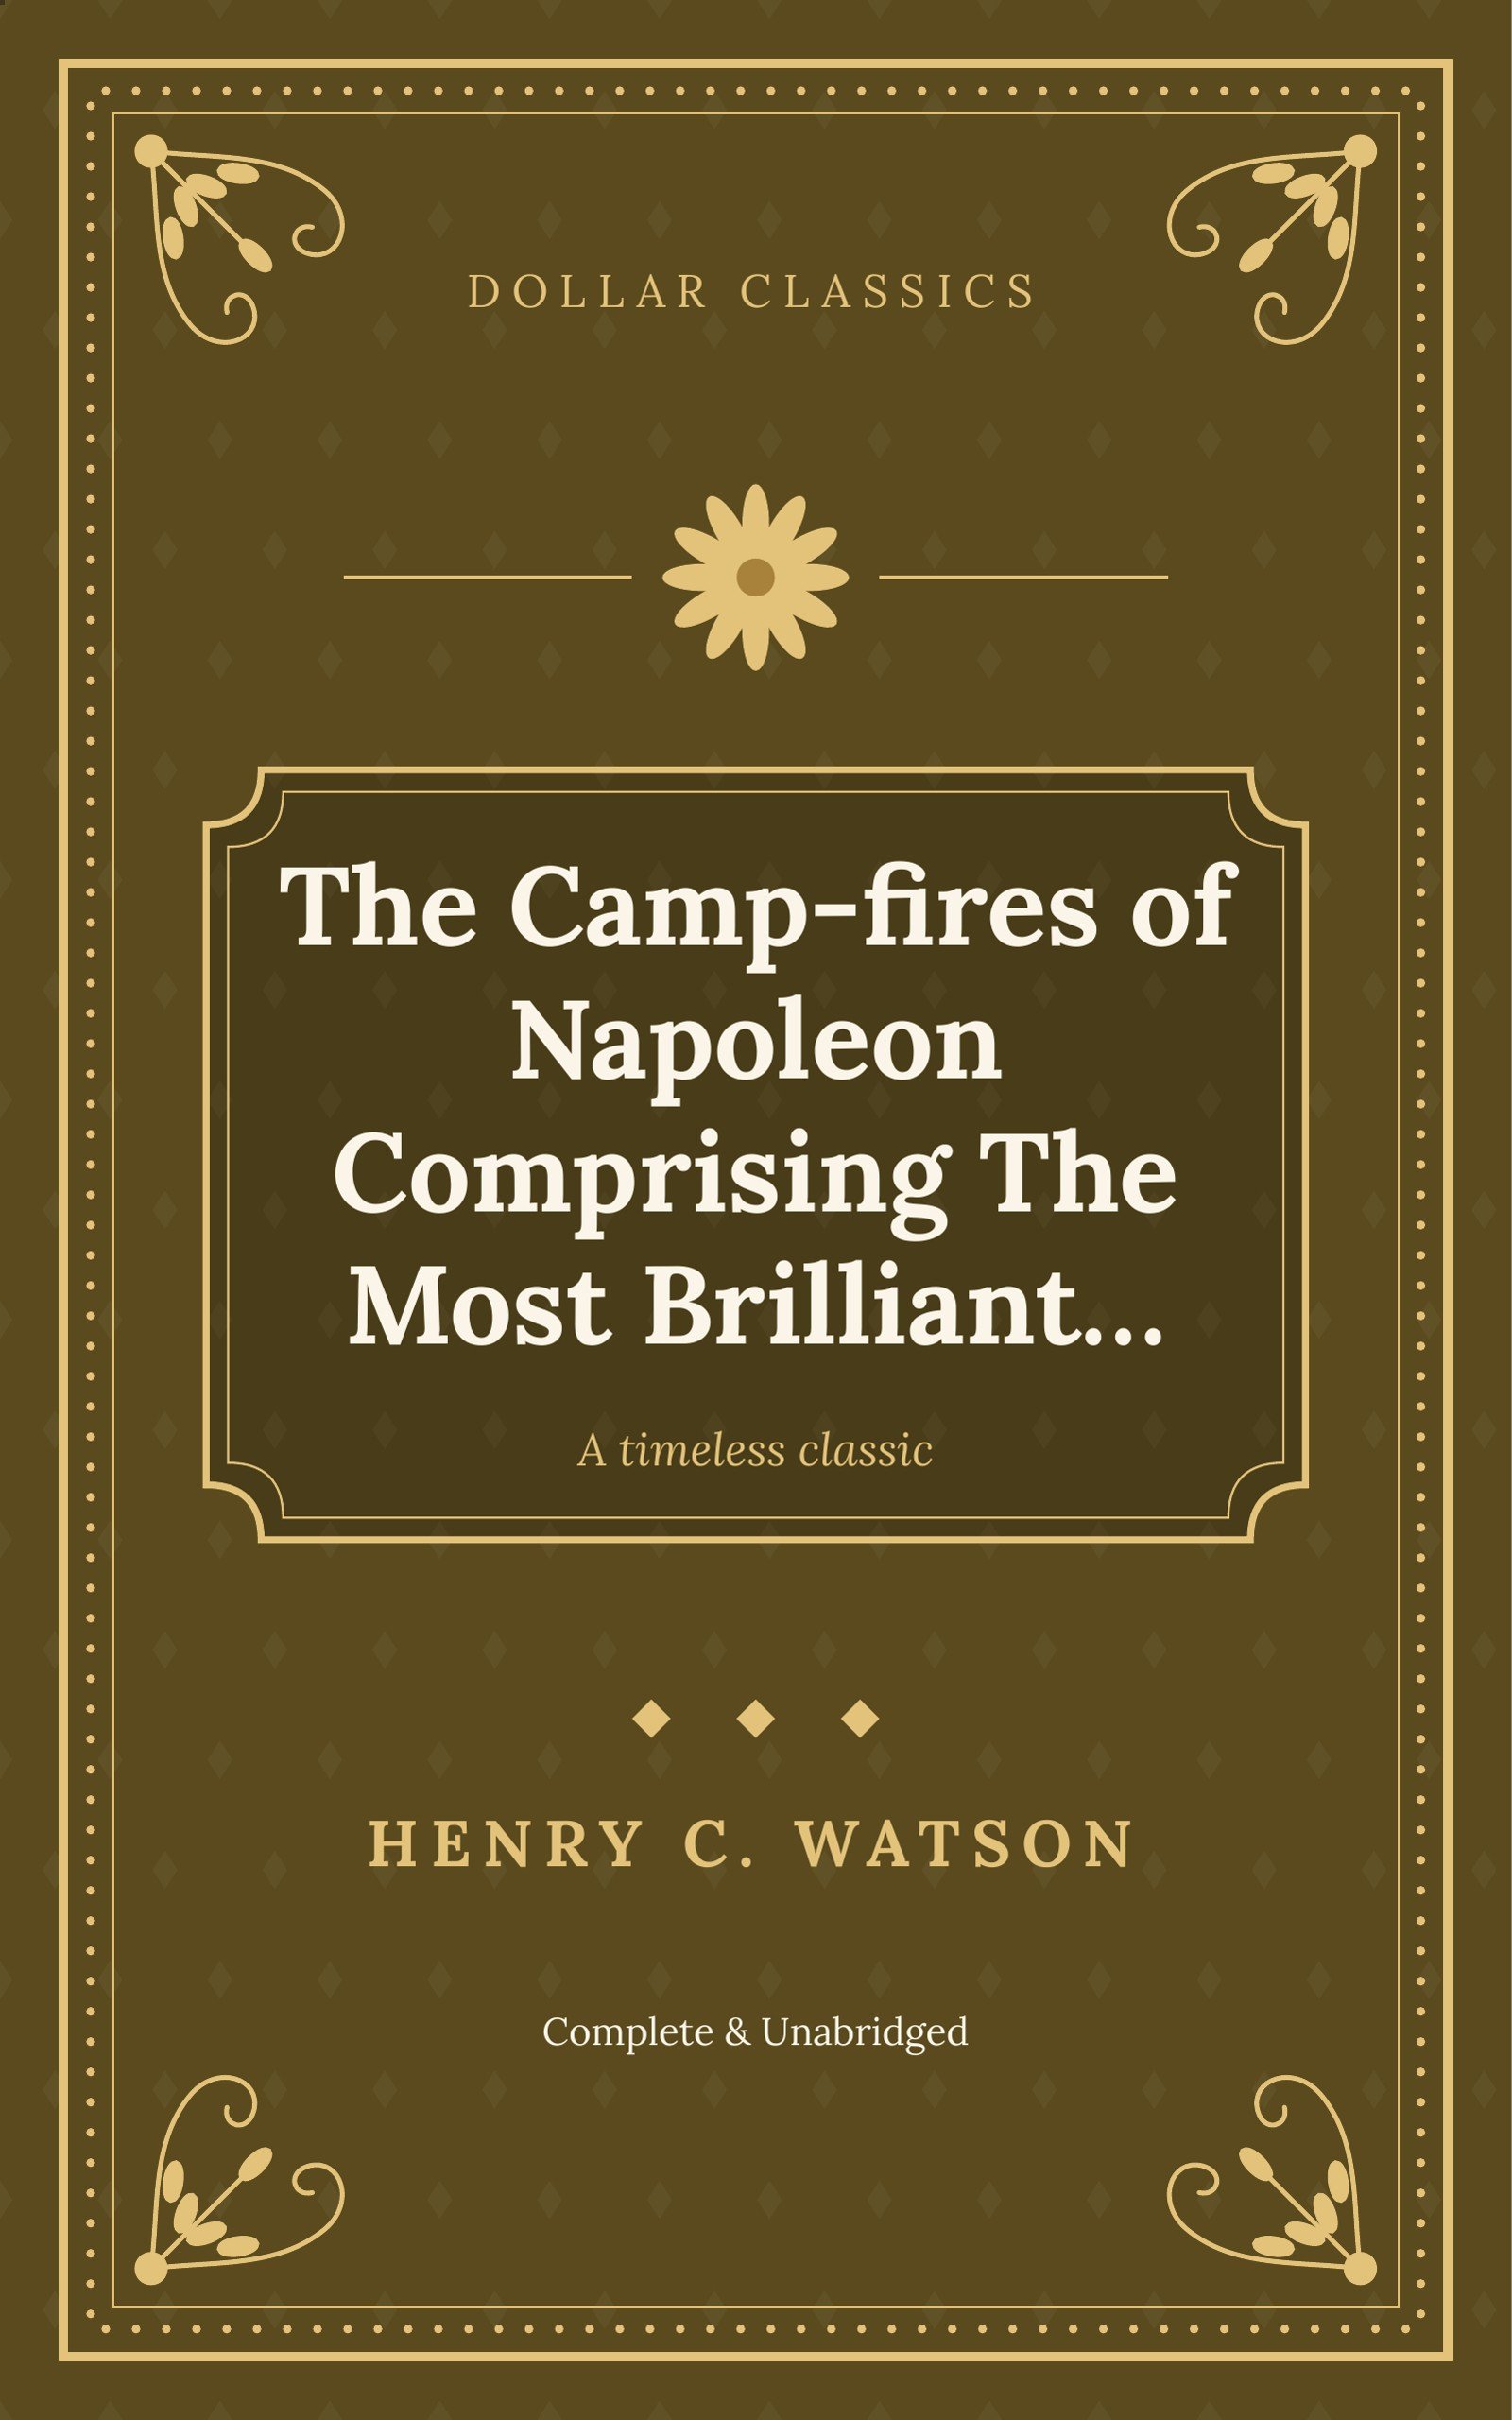 DOLLAR CLASSICS
The Camp-fires of
Napoleon
Comprising The
Most Brilliant...
A timeless classic
HENRY C. WATSON
Complete & Unabridged